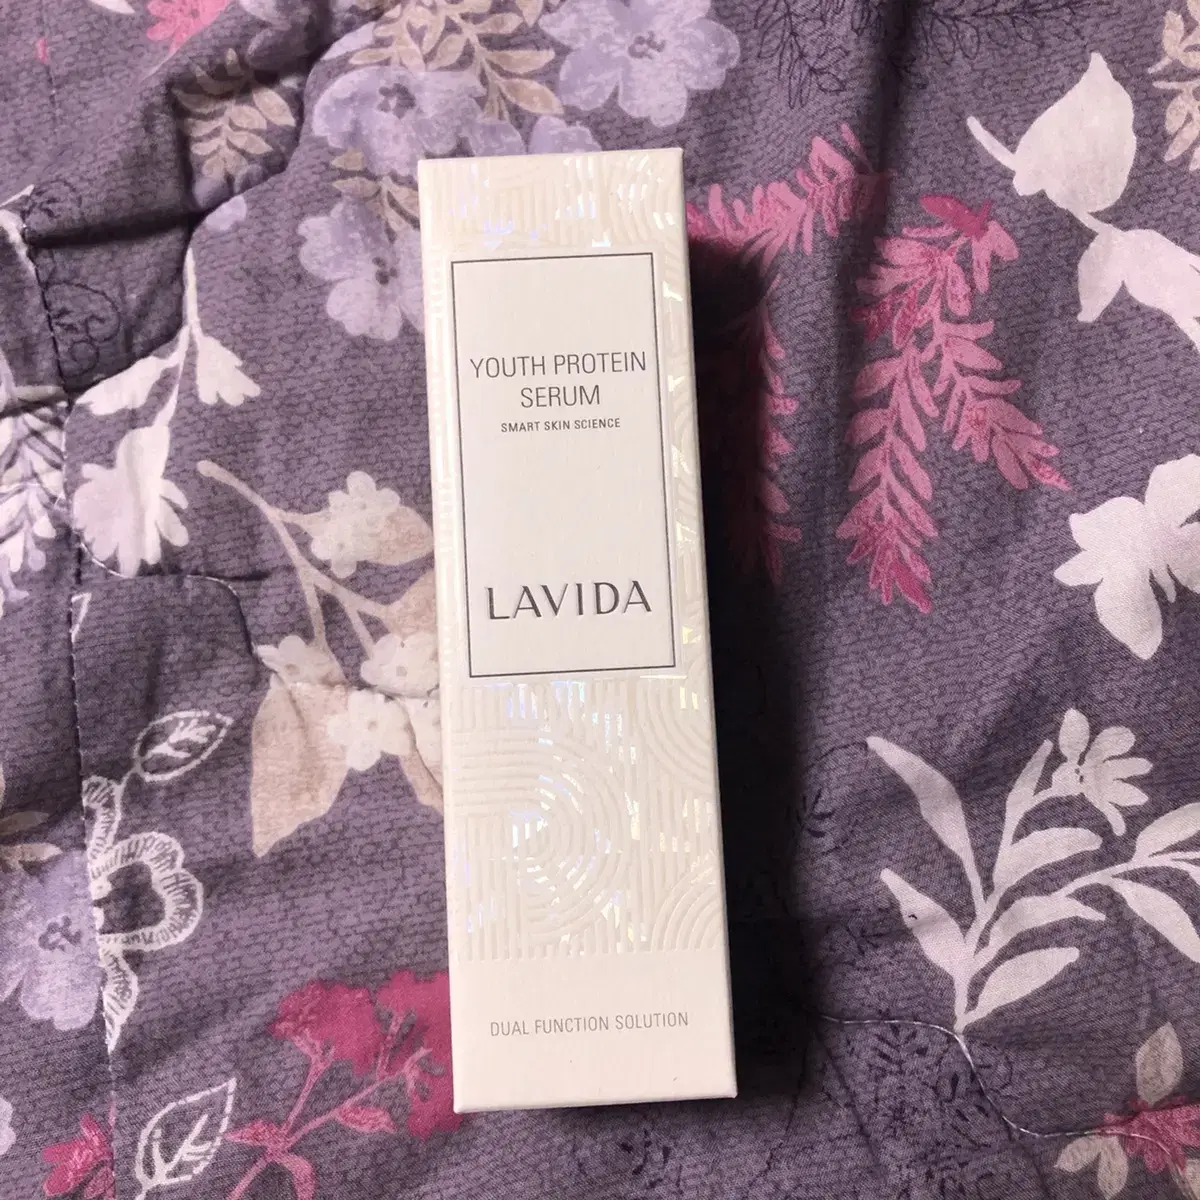 YOUTH PROTEIN
SERUM
SMART SKIN SCIENCE
LAVIDA
DUAL FUNCTION SOLUTION